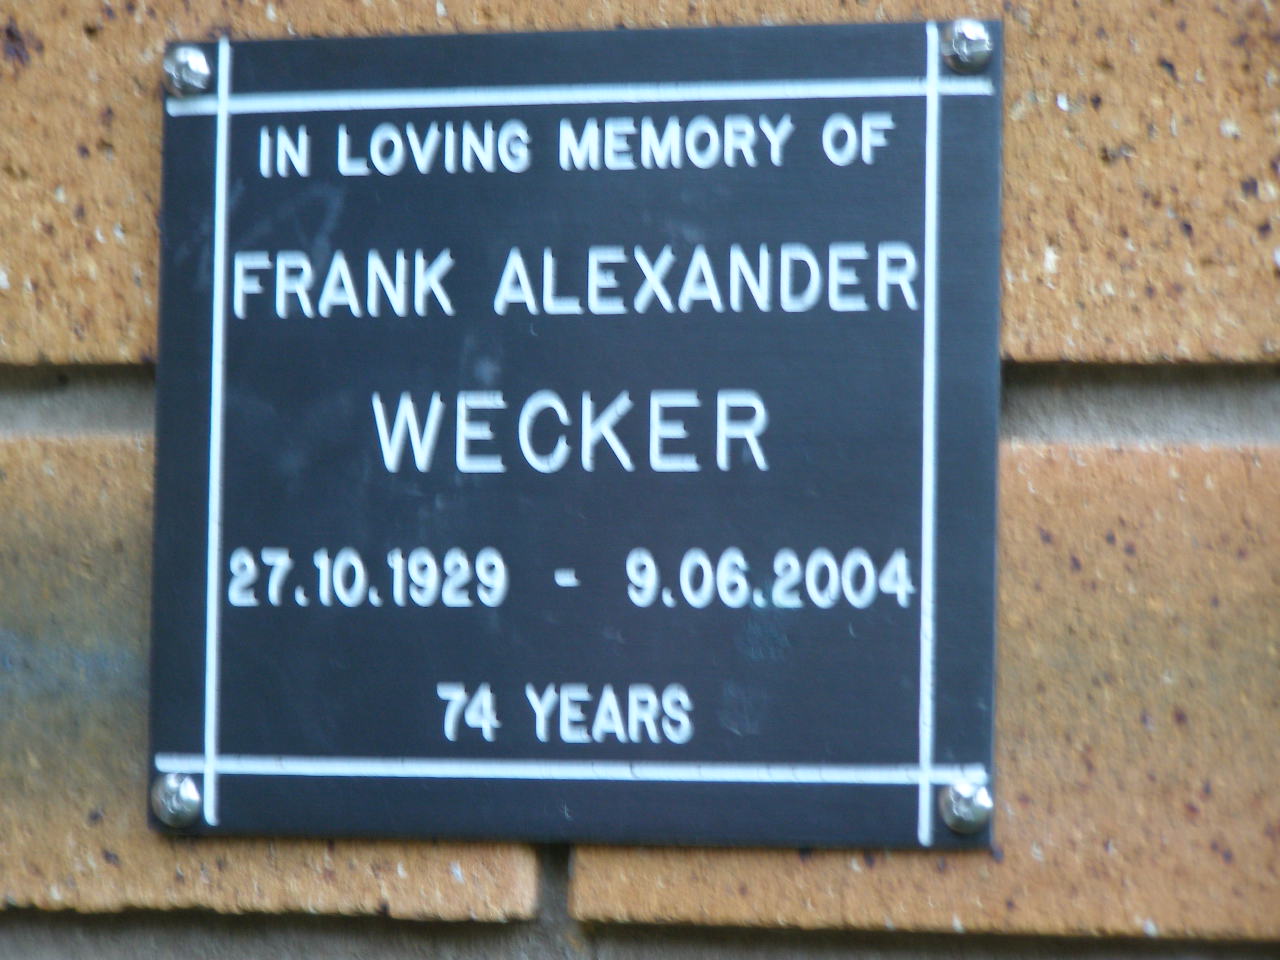 IN LOVING MEMORY OF
FRANK ALEXANDER
WECKER
27.10.1929 - 9.06.2004
74 YEARS